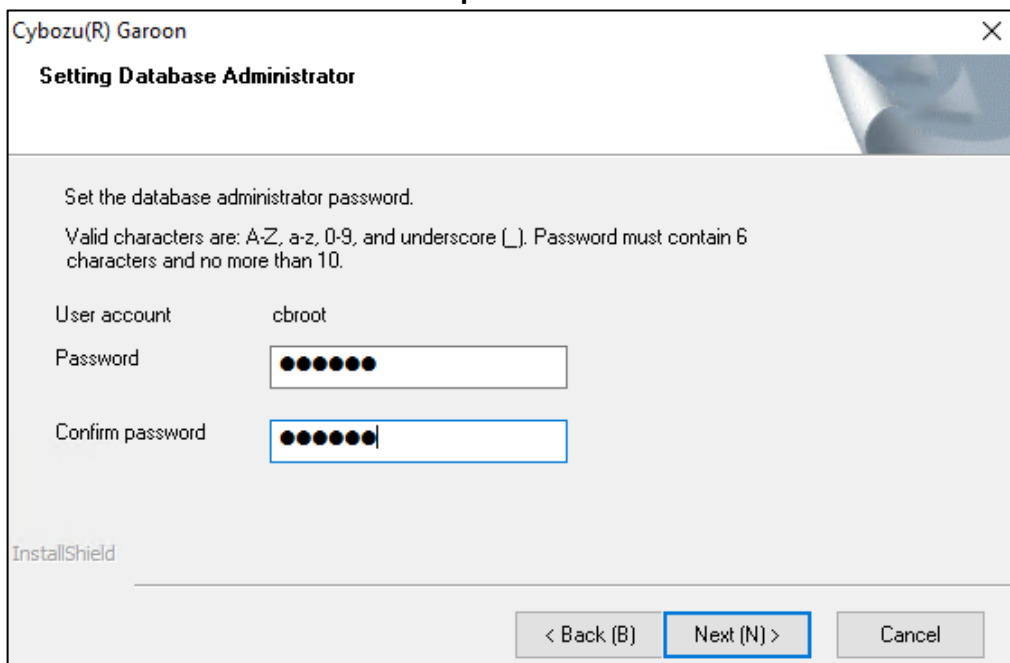 Cybozu(R) Garoon
Setting Database Administrator
Set the database administrator password.
Valid characters are: A-Z, a-z, 0-9, and underscore (_). Password must contain 6
characters and no more than 10.
User account cbroot
Password ●●●●●●
Confirm password ●●●●●●
InstallShield
< Back (B) Next (N) > Cancel